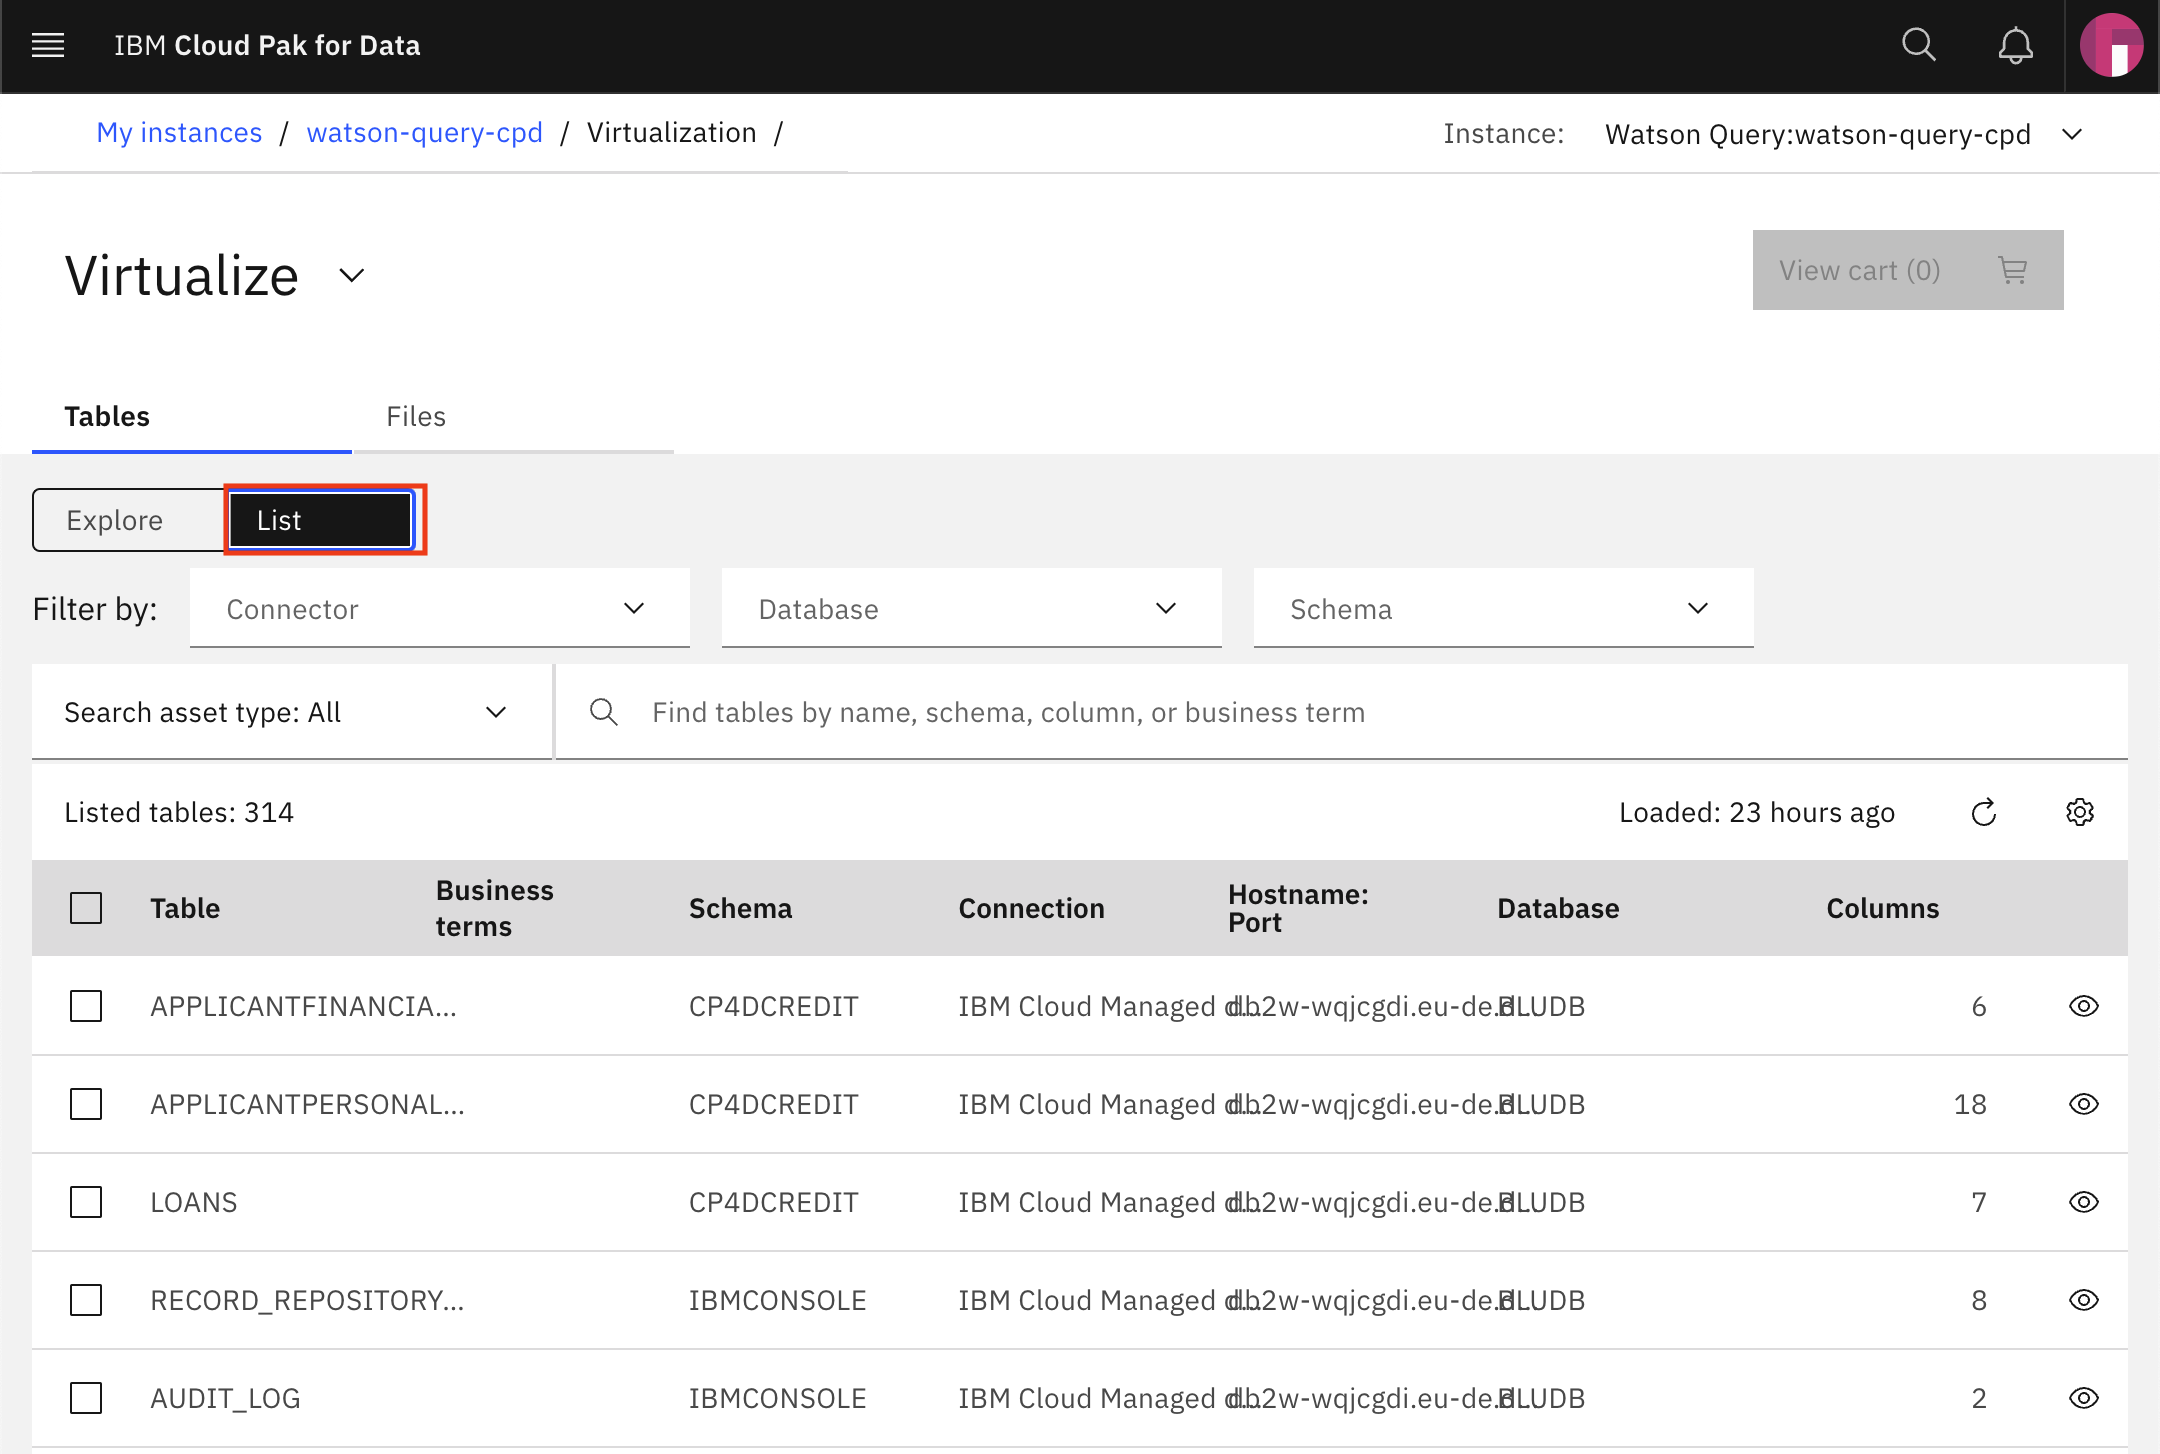 IBM Cloud Pak for Data
My instances / watson-query-cpd / Virtualization /
Instance: Watson Query:watson-query-cpd
Virtualize
View cart (0)
Tables Files
Explore List
Filter by: Connector Database Schema
Search asset type: All Find tables by name, schema, column, or business term
Listed tables: 314 Loaded: 23 hours ago
Table Business terms Schema Connection Hostname: Port Database Columns
APPLICANTFINANCIA... CP4DCREDIT IBM Cloud Managed d... db2w-wqjcgdi.eu-de.d... BLUDB 6
APPLICANTPERSONAL... CP4DCREDIT IBM Cloud Managed d... db2w-wqjcgdi.eu-de.d... BLUDB 18
LOANS CP4DCREDIT IBM Cloud Managed d... db2w-wqjcgdi.eu-de.d... BLUDB 7
RECORD_REPOSITORY... IBMCONSOLE IBM Cloud Managed d... db2w-wqjcgdi.eu-de.d... BLUDB 8
AUDIT_LOG IBMCONSOLE IBM Cloud Managed d... db2w-wqjcgdi.eu-de.d... BLUDB 2